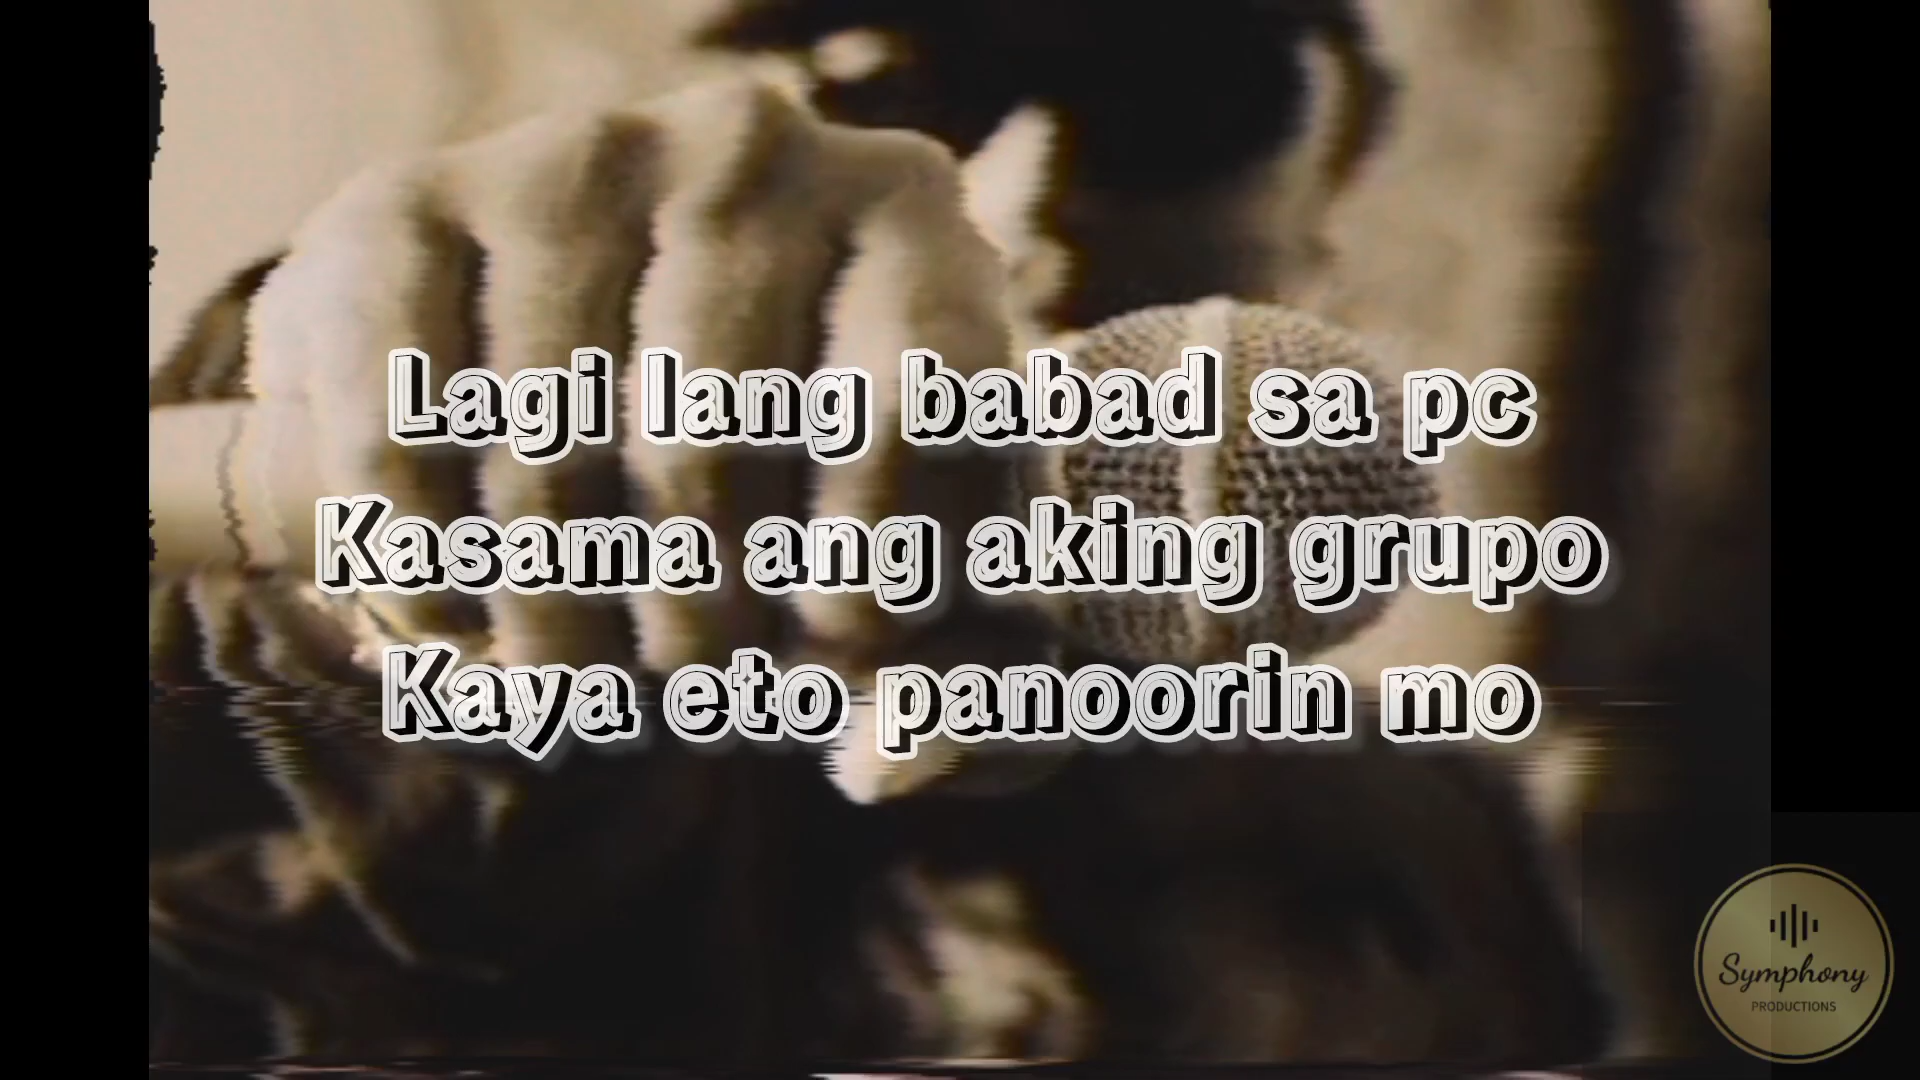 Lagi lang babad sa pc
Kasama ang aking grupo
Kaya eto panoorin mo
Symphony
PRODUCTIONS